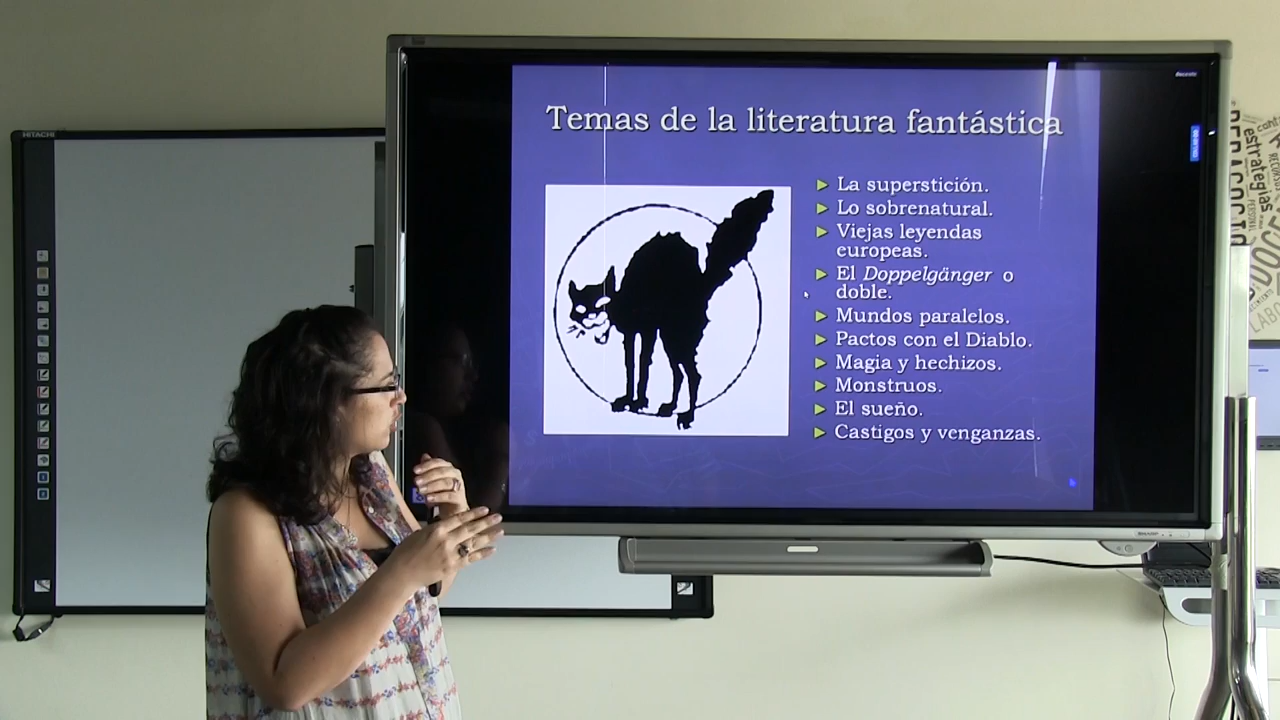 HITACHI
Temas de la literatura fantástica
La superstición.
Lo sobrenatural.
Viejas leyendas
europeas.
El Doppelgänger o
doble.
Mundos paralelos.
Pactos con el Diablo.
Magia y hechizos.
Monstruos.
El sueño.
Castigos y venganzas.
SHARP
estrategias